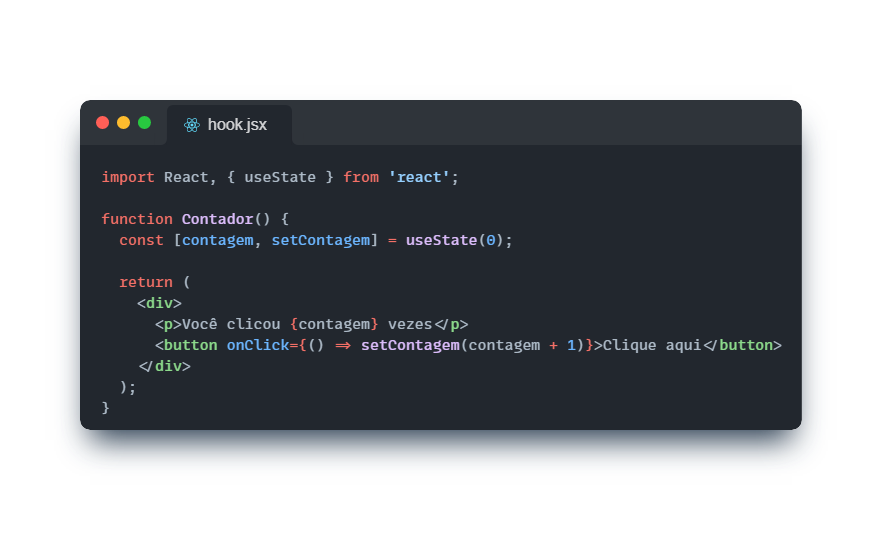 hook.jsx
import React, { useState } from 'react';
function Contador() {
const [contagem, setContagem] = useState(0);
return (
<div>
<p>Você clicou {contagem} vezes</p>
<button onClick={() => setContagem(contagem + 1)}>Clique aqui</button>
</div>
);
}